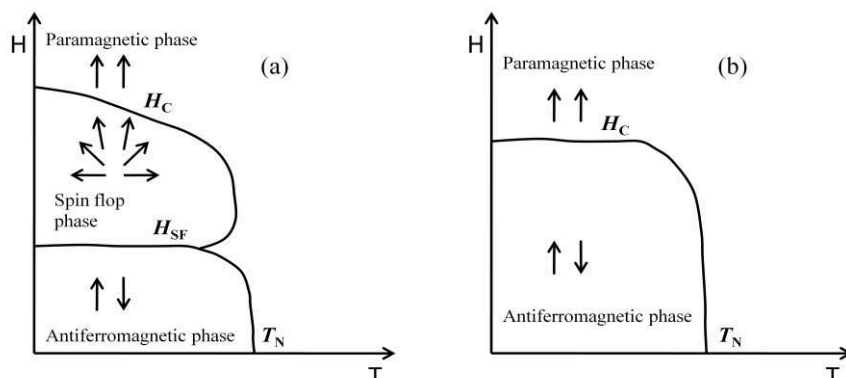 H
Paramagnetic phase
(a)
H_C
Spin flop
phase
H_SF
Antiferromagnetic phase
T_N
T
H
Paramagnetic phase
(b)
H_C
Antiferromagnetic phase
T_N
T